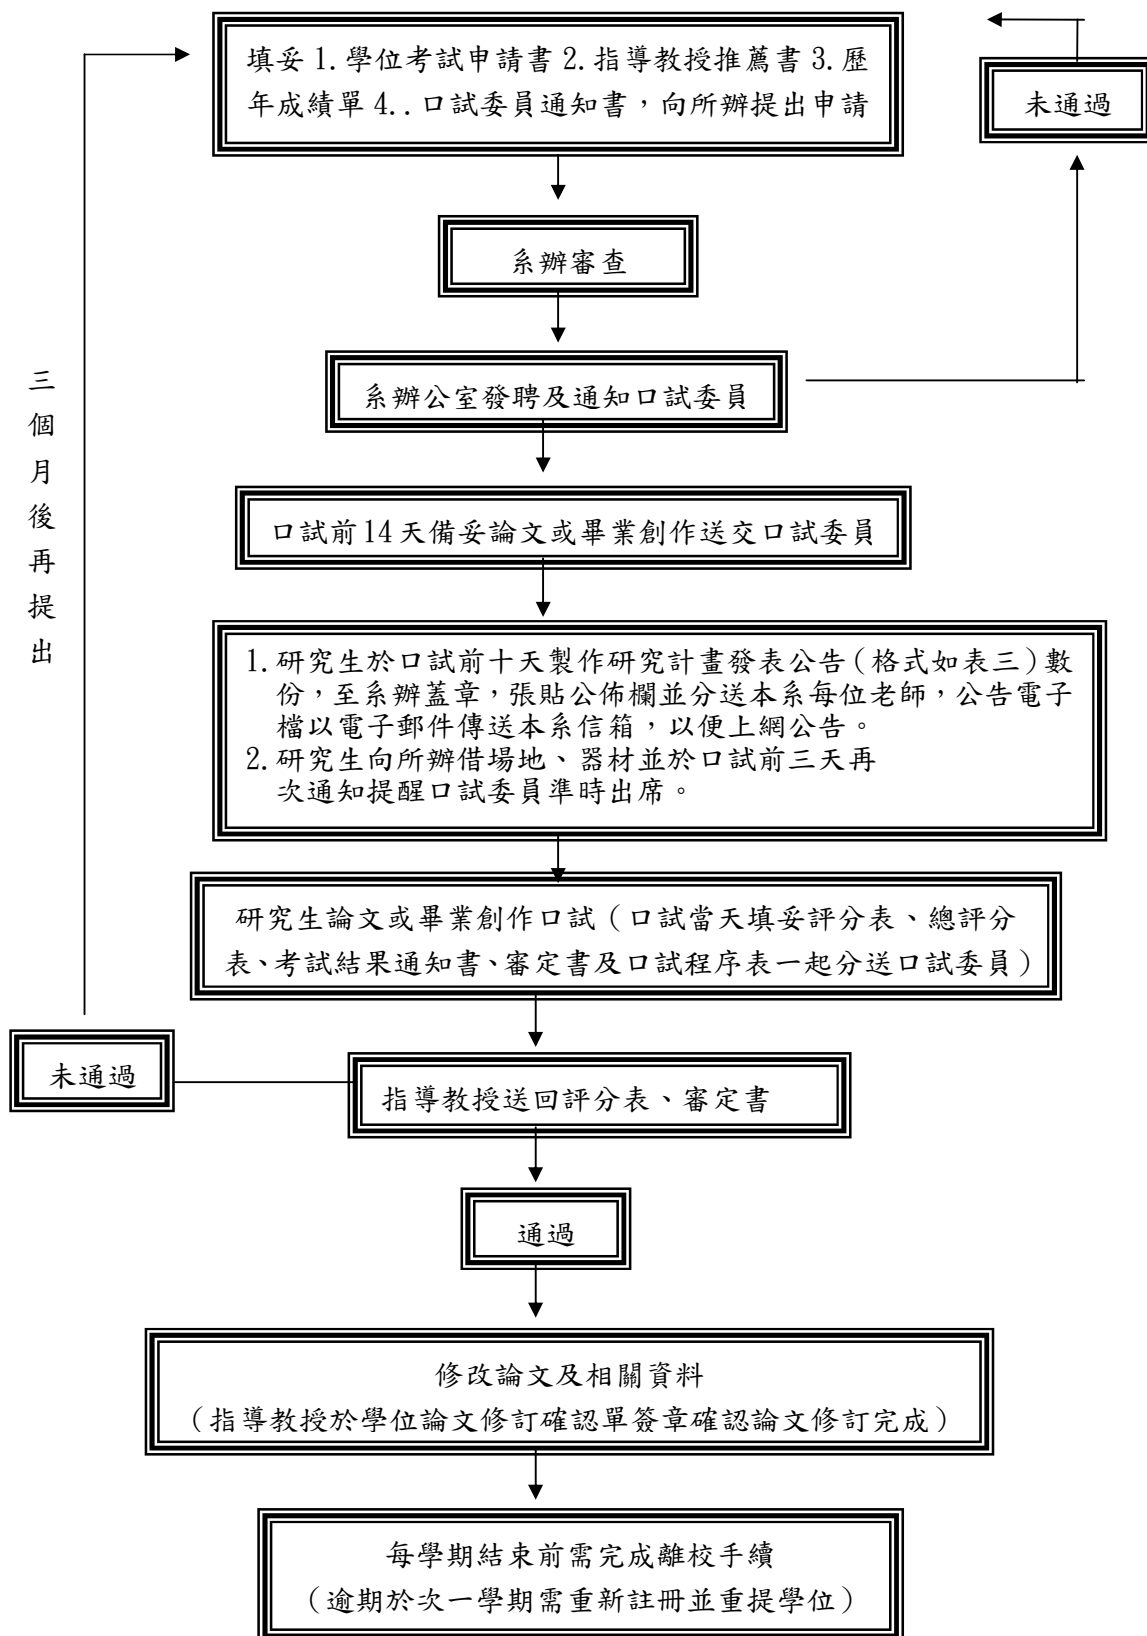 填妥 1.學位考試申請書 2.指導教授推薦書 3.歷
年成績單 4..口試委員通知書，向所辦提出申請
未通過
系辦審查
系辦公室發聘及通知口試委員
三個月後再提出
口試前14天備妥論文或畢業創作送交口試委員
1.研究生於口試前十天製作研究計畫發表公告(格式如表三)數
份，至系辦蓋章，張貼公佈欄並分送本系每位老師，公告電子
檔以電子郵件傳送本系信箱，以便上網公告。
2.研究生向所辦借場地、器材並於口試前三天再
次通知提醒口試委員準時出席。
研究生論文或畢業創作口試（口試當天填妥評分表、總評分
表、考試結果通知書、審定書及口試程序表一起分送口試委員）
未通過
指導教授送回評分表、審定書
通過
修改論文及相關資料
（指導教授於學位論文修訂確認單簽章確認論文修訂完成）
每學期結束前需完成離校手續
（逾期於次一學期需重新註冊並重提學位）